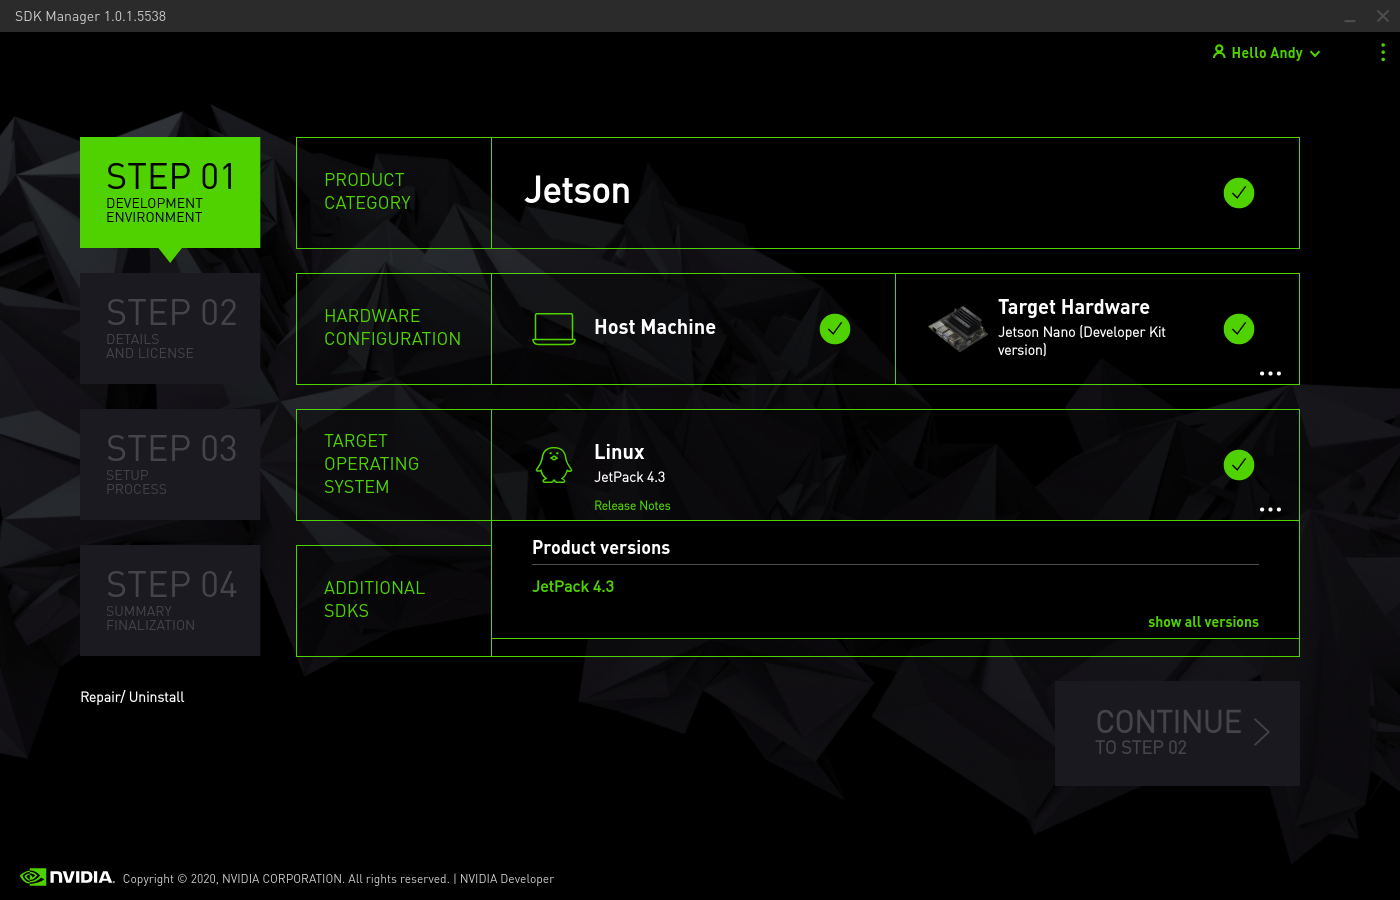 SDK Manager 1.0.1.5538
Hello Andy
STEP 01
DEVELOPMENT
ENVIRONMENT
PRODUCT
CATEGORY
Jetson
STEP 02
DETAILS
AND LICENSE
HARDWARE
CONFIGURATION
Host Machine
Target Hardware
Jetson Nano (Developer Kit
version)
STEP 03
SETUP
PROCESS
TARGET
OPERATING
SYSTEM
Linux
JetPack 4.3
Release Notes
Product versions
JetPack 4.3
show all versions
STEP 04
SUMMARY
FINALIZATION
ADDITIONAL
SDKS
Repair/ Uninstall
CONTINUE
TO STEP 02
NVIDIA. Copyright © 2020, NVIDIA CORPORATION. All rights reserved. | NVIDIA Developer